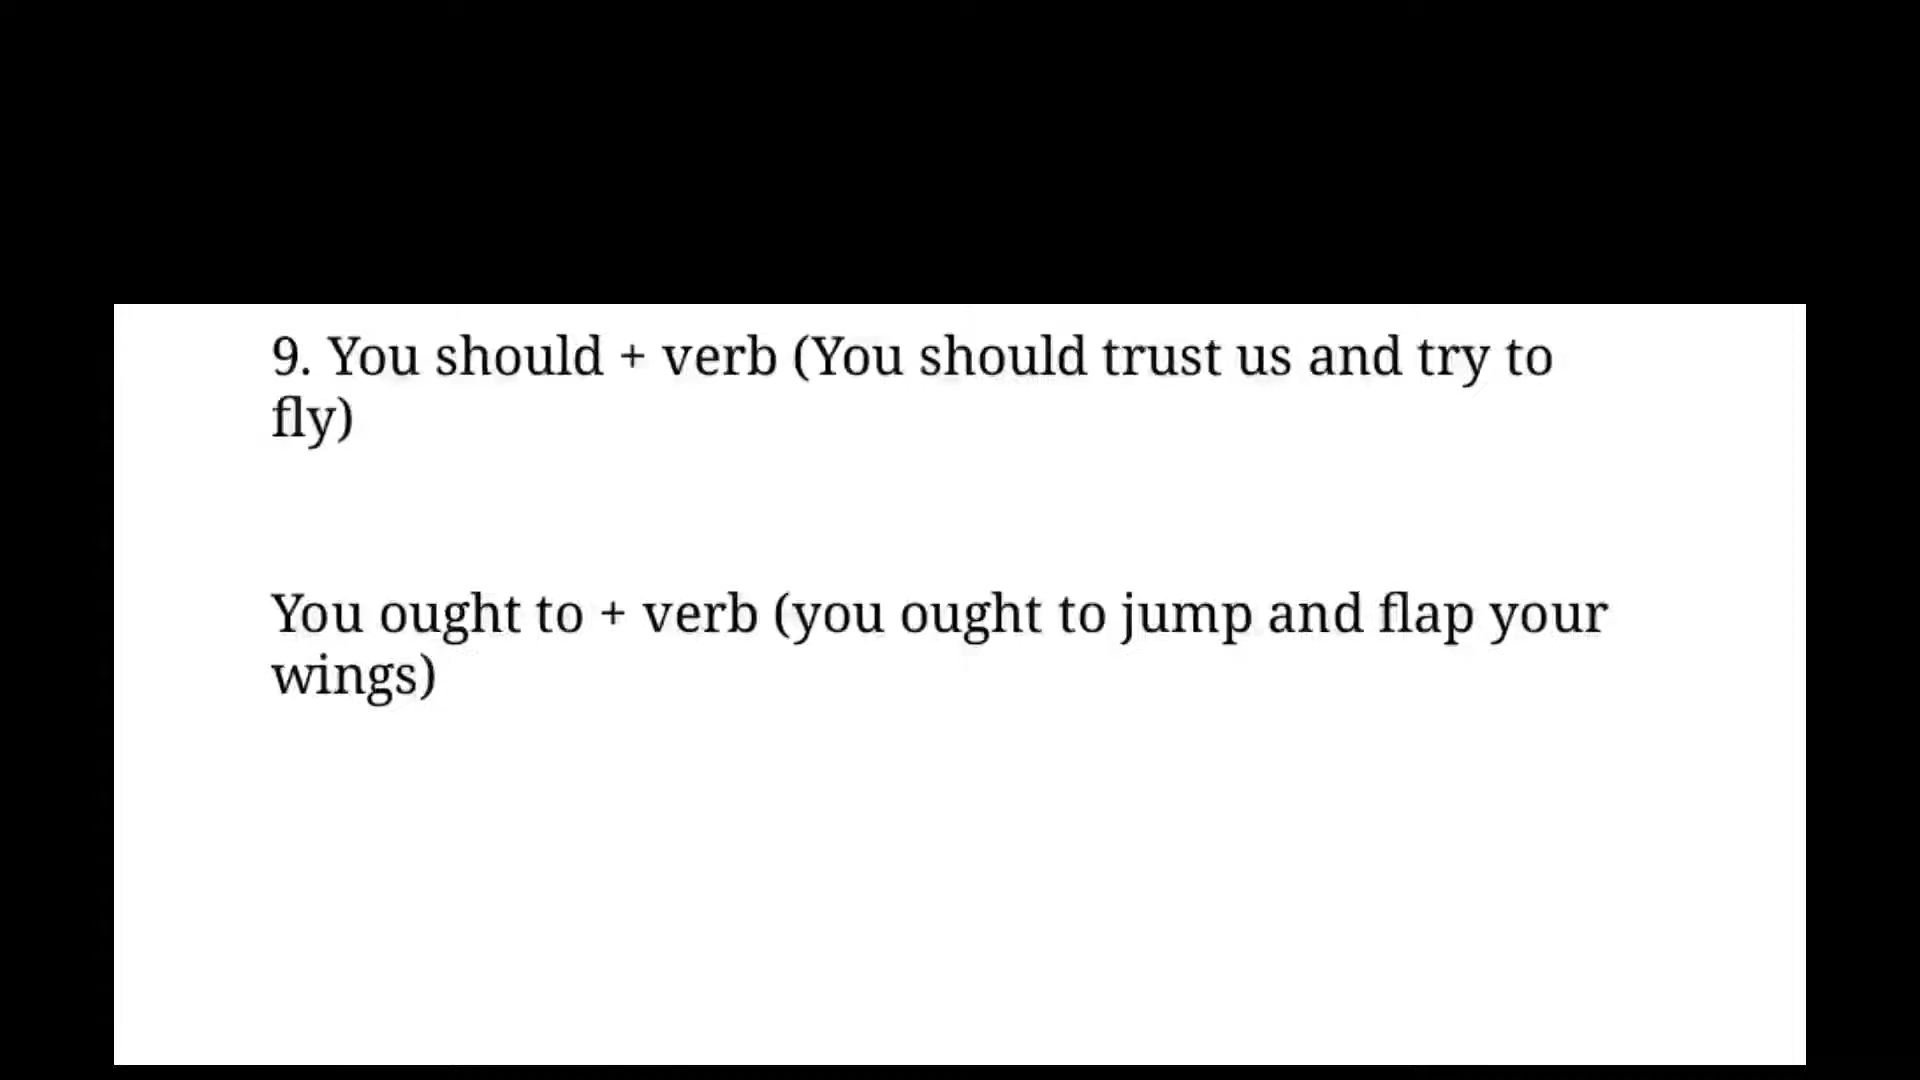 9. You should + verb (You should trust us and try to
fly)
You ought to + verb (you ought to jump and flap your
wings)